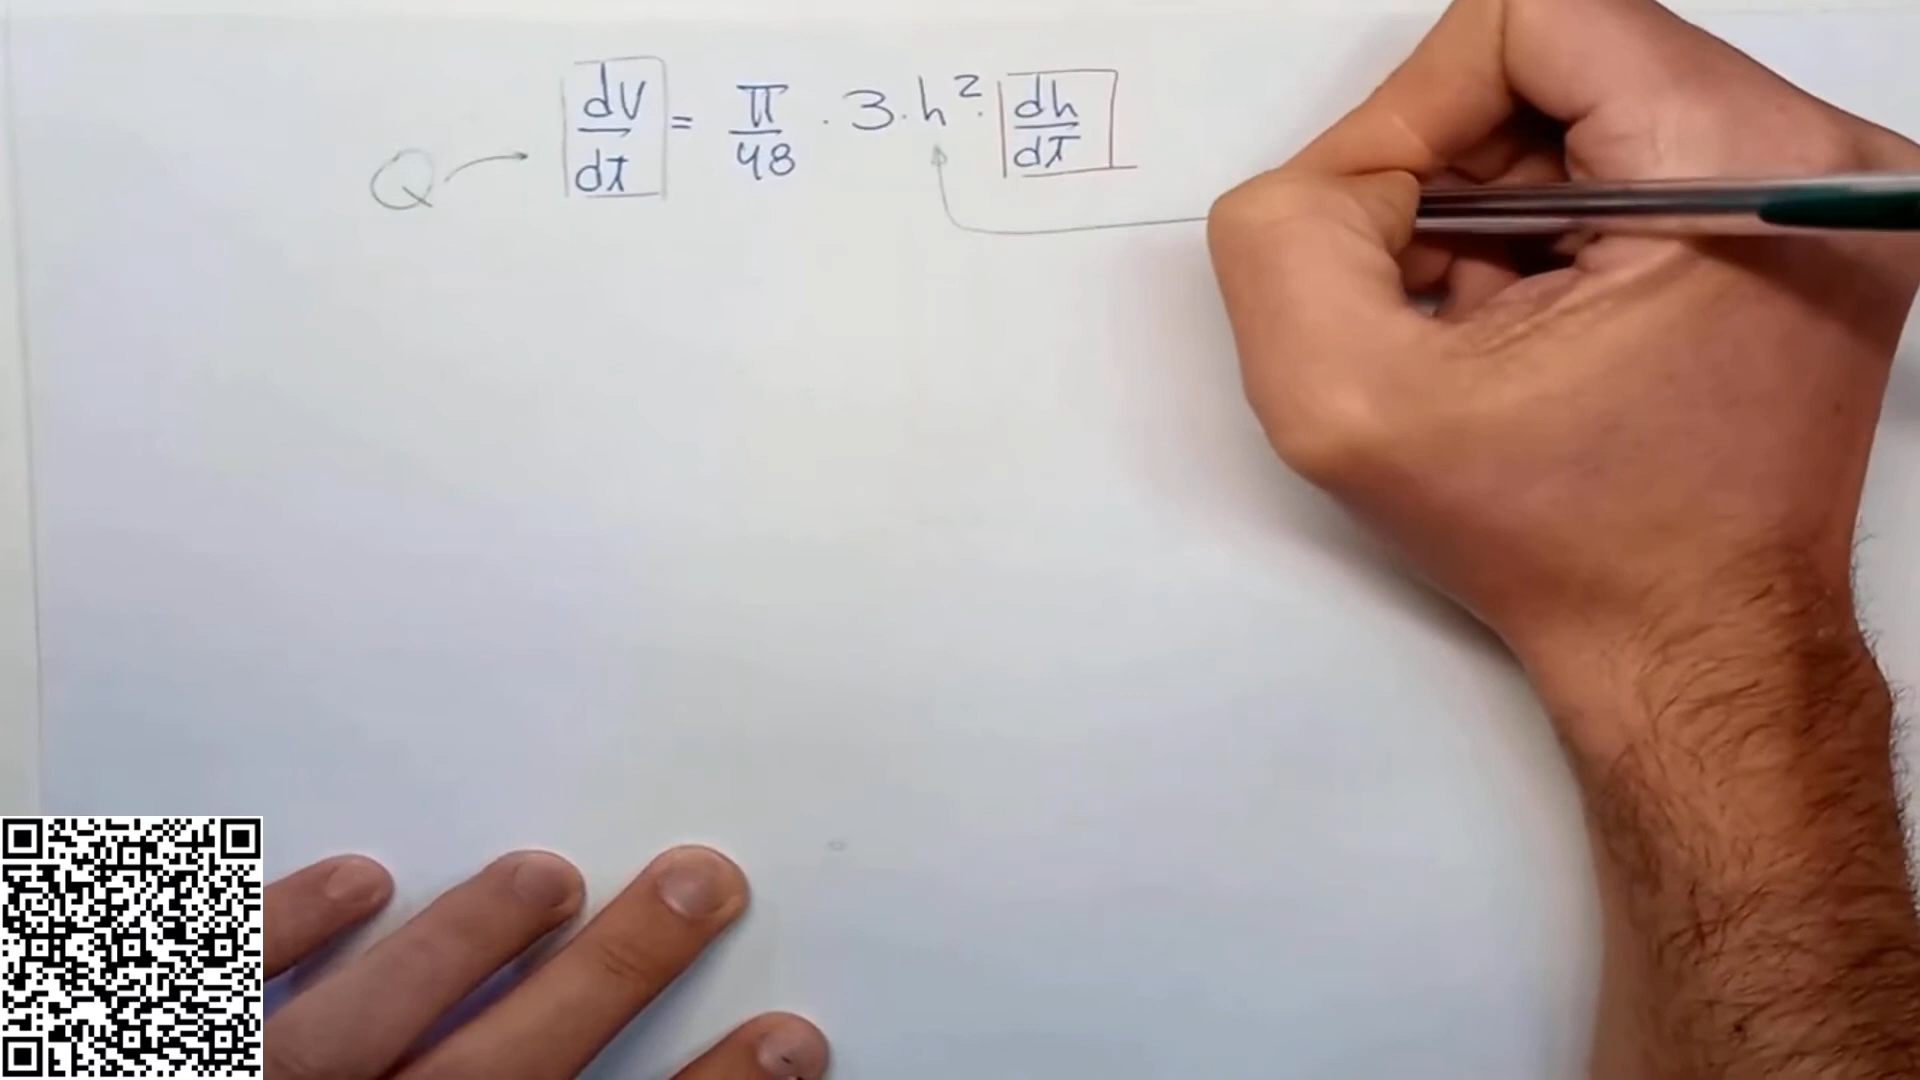 Q → dV/dt = π/48 · 3 · h² · dh/dt